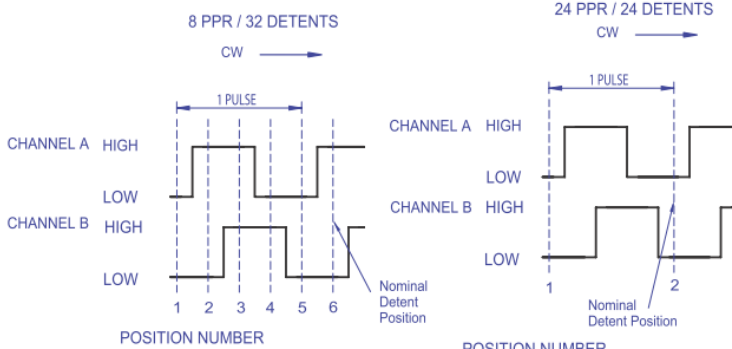 8 PPR / 32 DETENTS
CW
1 PULSE
CHANNEL A HIGH
LOW
CHANNEL B HIGH
LOW
1 2 3 4 5 6
Nominal
Detent
Position
POSITION NUMBER
24 PPR / 24 DETENTS
CW
1 PULSE
CHANNEL A HIGH
LOW
CHANNEL B HIGH
LOW
1 2
Nominal
Detent Position
POSITION NUMBER